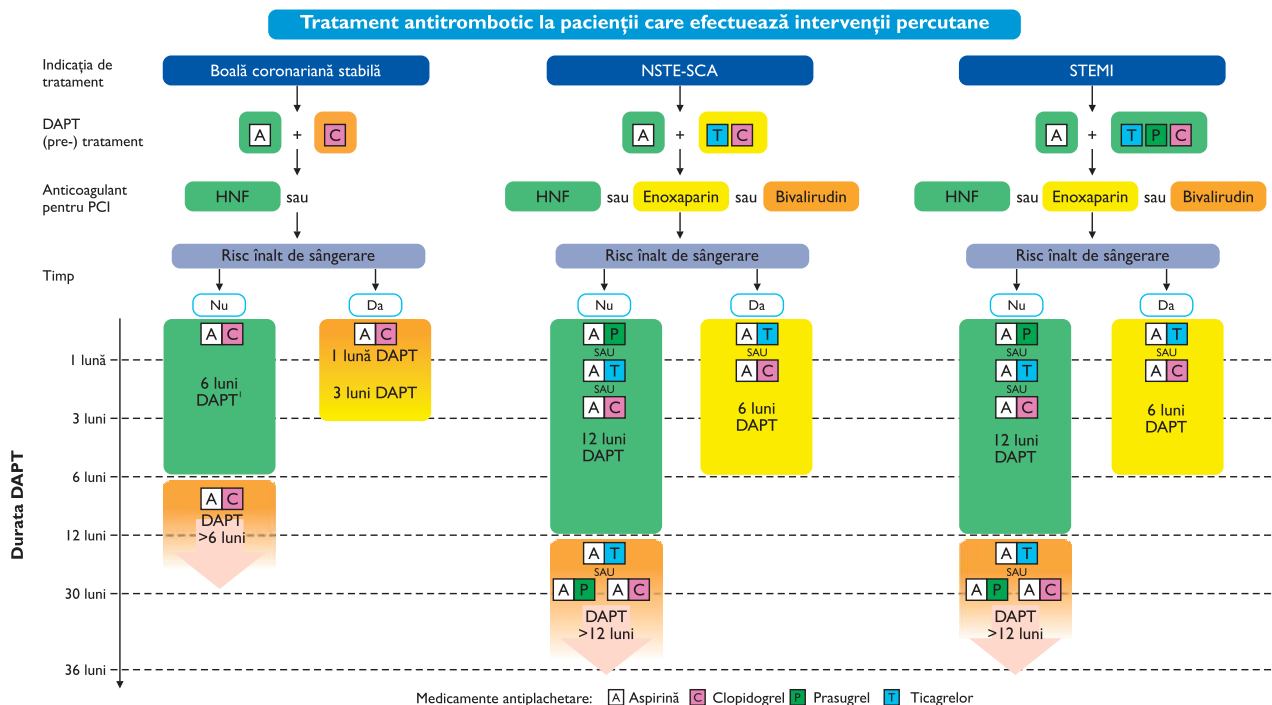 Tratament antitrombotic la pacienții care efectuează intervenții percutane
Indicația de
tratament
Boală coronariană stabilă
NSTE-SCA
STEMI
DAPT
(pre-) tratament
A + C
A + T C
A + T P C
Anticoagulant
pentru PCI
HNF sau
HNF sau Enoxaparin sau Bivalirudin
HNF sau Enoxaparin sau Bivalirudin
Risc înalt de sângerare
Risc înalt de sângerare
Risc înalt de sângerare
Timp
Nu
Da
Nu
Da
Nu
Da
Durata DAPT
1 lună
3 luni
6 luni
12 luni
30 luni
36 luni
A C
6 luni
DAPT¹
A C
DAPT
>6 luni
A C
1 lună DAPT
3 luni DAPT
A P
SAU
A T
SAU
A C
12 luni
DAPT
A T
SAU
A P A C
DAPT
>12 luni
A T
SAU
A C
6 luni
DAPT
A P
SAU
A T
SAU
A C
12 luni
DAPT
A T
SAU
A P A C
DAPT
>12 luni
A T
SAU
A C
6 luni
DAPT
Medicamente antiplachetare: A Aspirină C Clopidogrel P Prasugrel T Ticagrelor